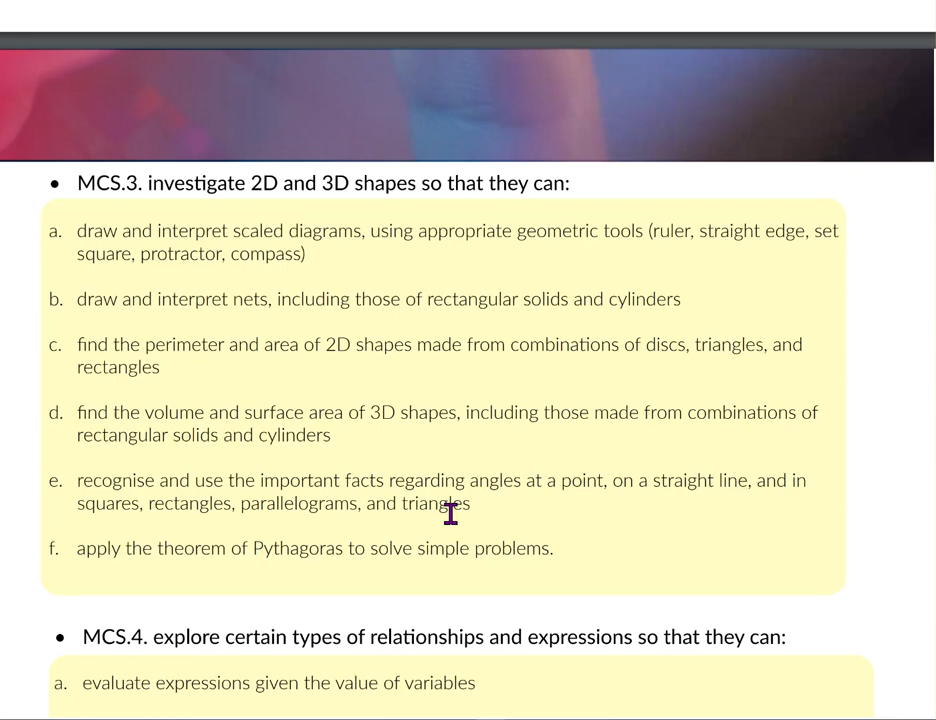 • MCS.3. investigate 2D and 3D shapes so that they can:
a. draw and interpret scaled diagrams, using appropriate geometric tools (ruler, straight edge, set
square, protractor, compass)
b. draw and interpret nets, including those of rectangular solids and cylinders
c. find the perimeter and area of 2D shapes made from combinations of discs, triangles, and
rectangles
d. find the volume and surface area of 3D shapes, including those made from combinations of
rectangular solids and cylinders
e. recognise and use the important facts regarding angles at a point, on a straight line, and in
squares, rectangles, parallelograms, and triangles
f. apply the theorem of Pythagoras to solve simple problems.
• MCS.4. explore certain types of relationships and expressions so that they can:
a. evaluate expressions given the value of variables